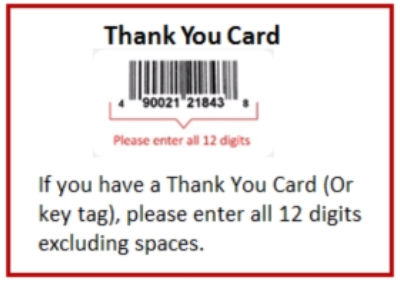 Thank You Card
4 90021 21843 8
Please enter all 12 digits
If you have a Thank You Card (Or
key tag), please enter all 12 digits
excluding spaces.